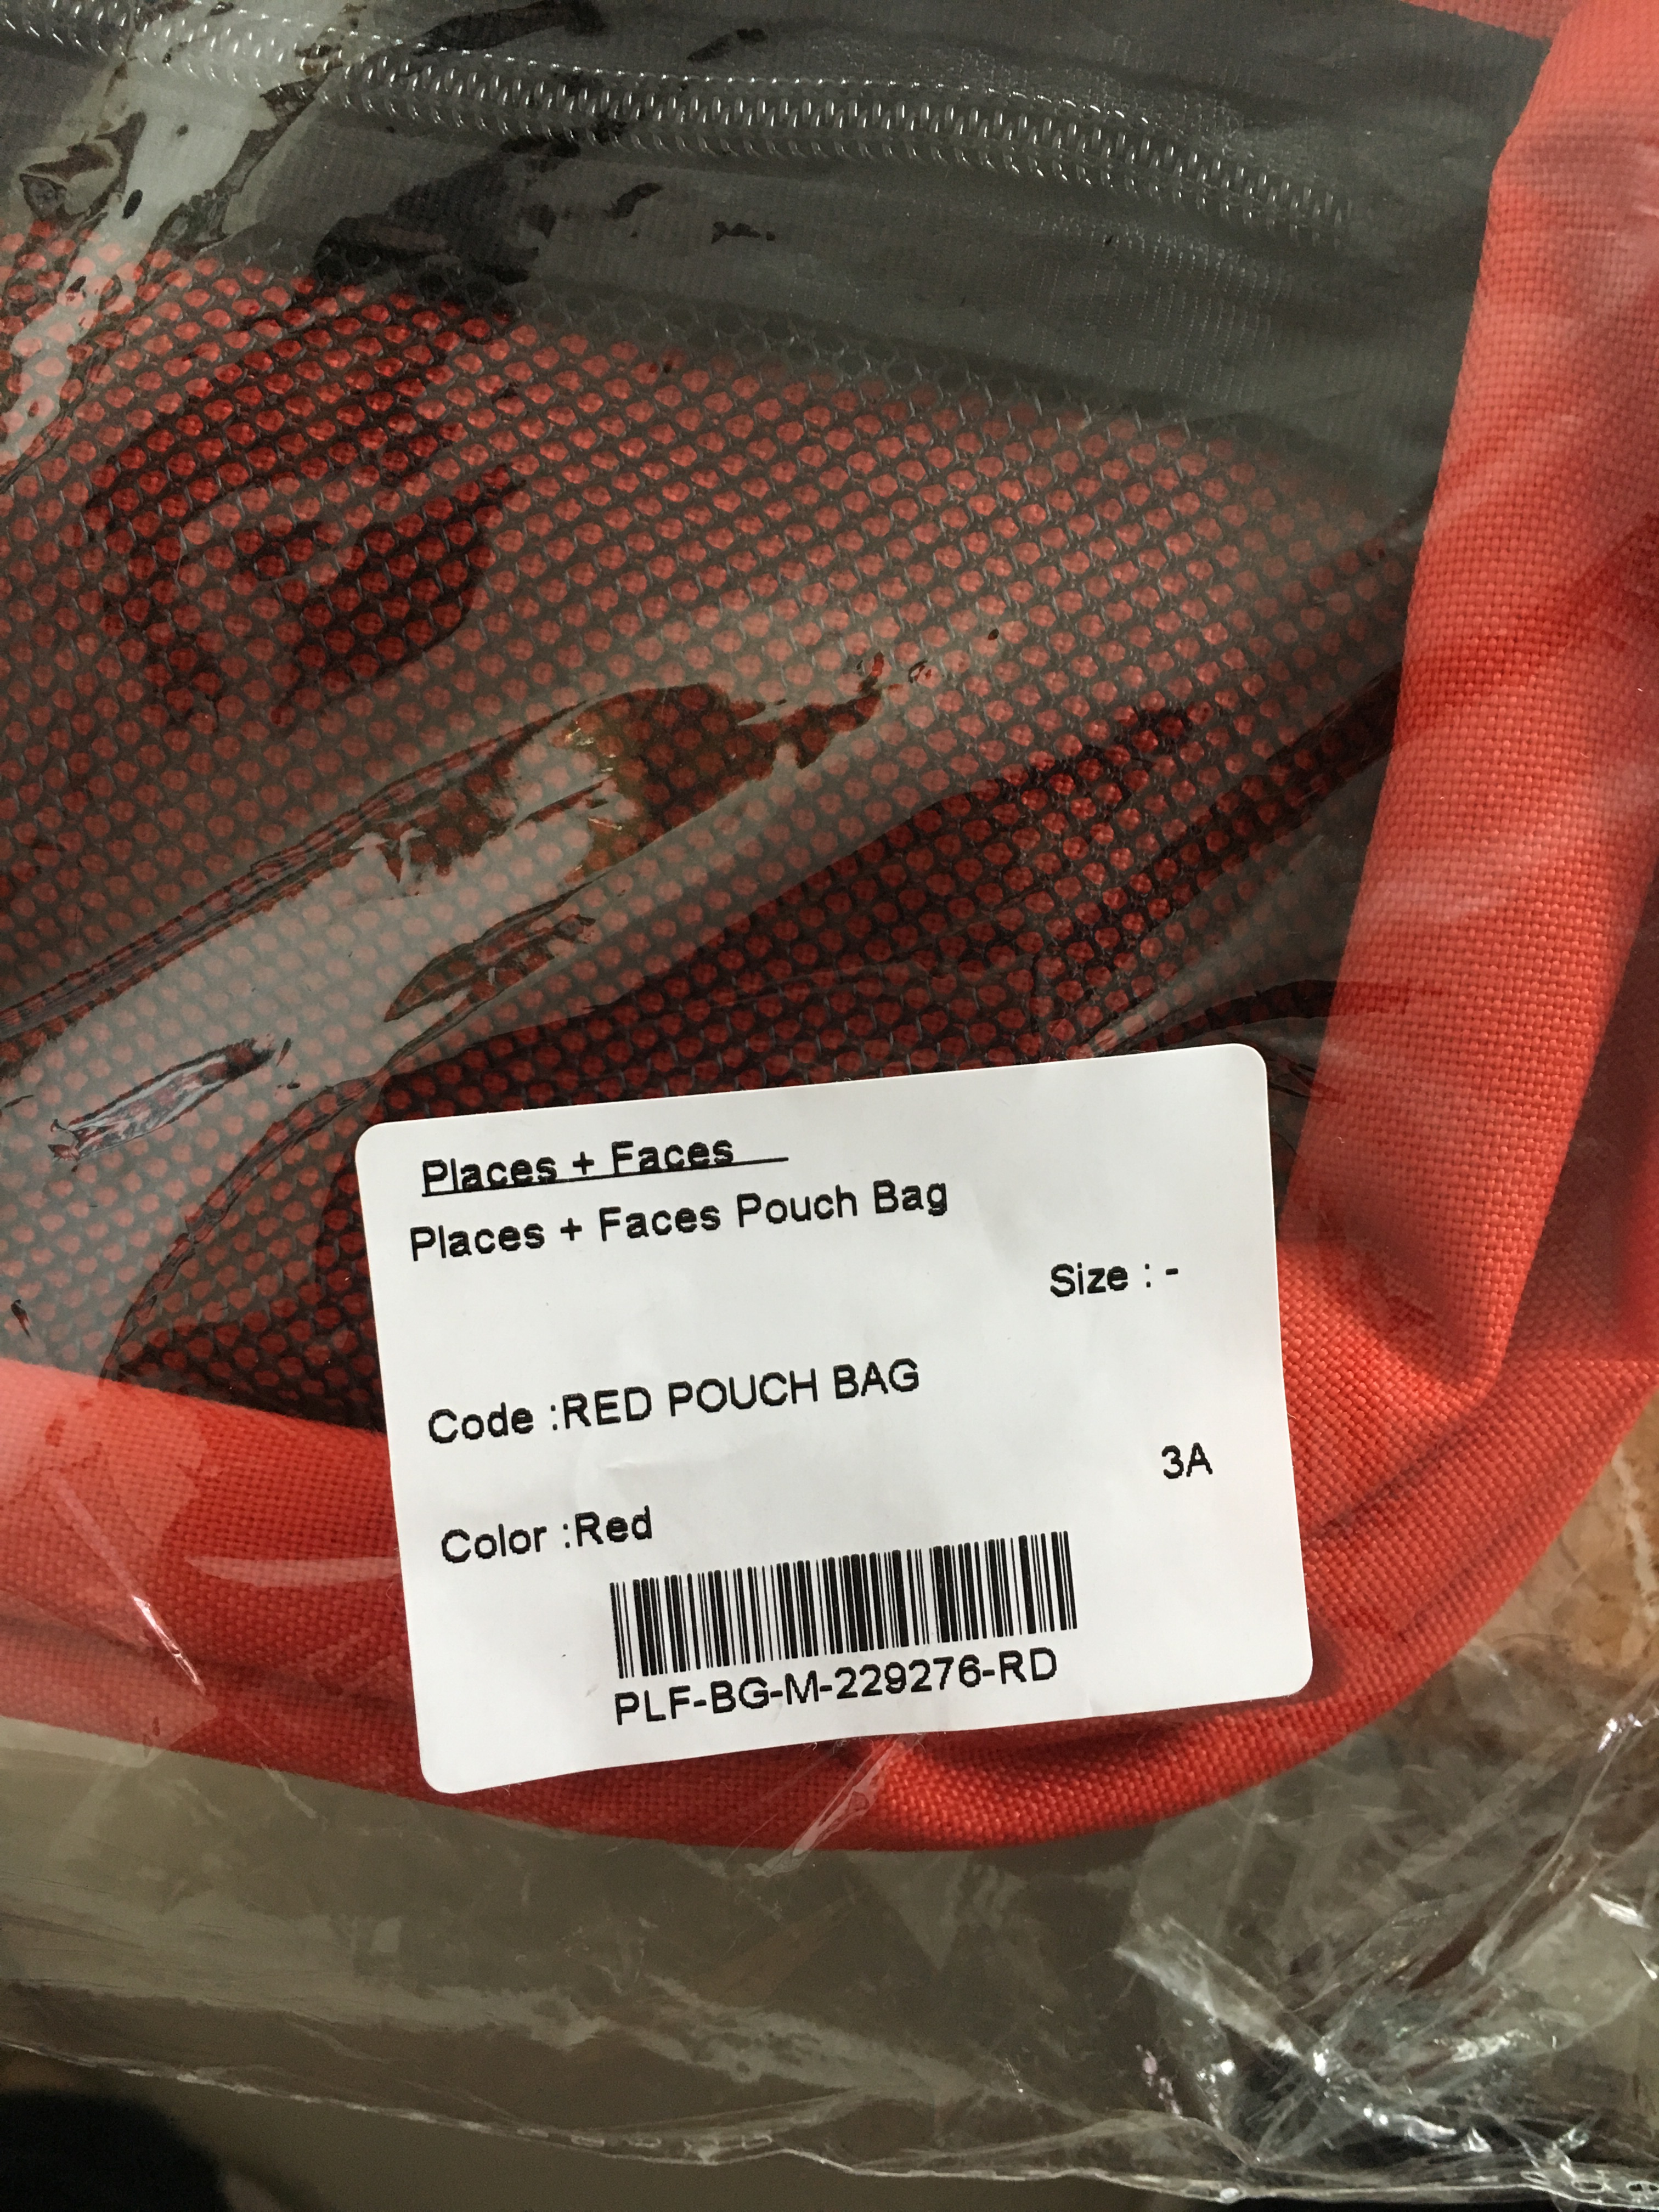 Places + Faces
Places + Faces Pouch Bag
Size : -
Code :RED POUCH BAG
3A
Color :Red
PLF-BG-M-229276-RD